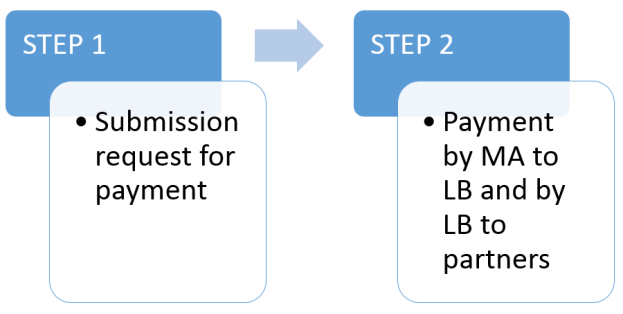 STEP 1
• Submission
request for
payment
STEP 2
• Payment
by MA to
LB and by
LB to
partners